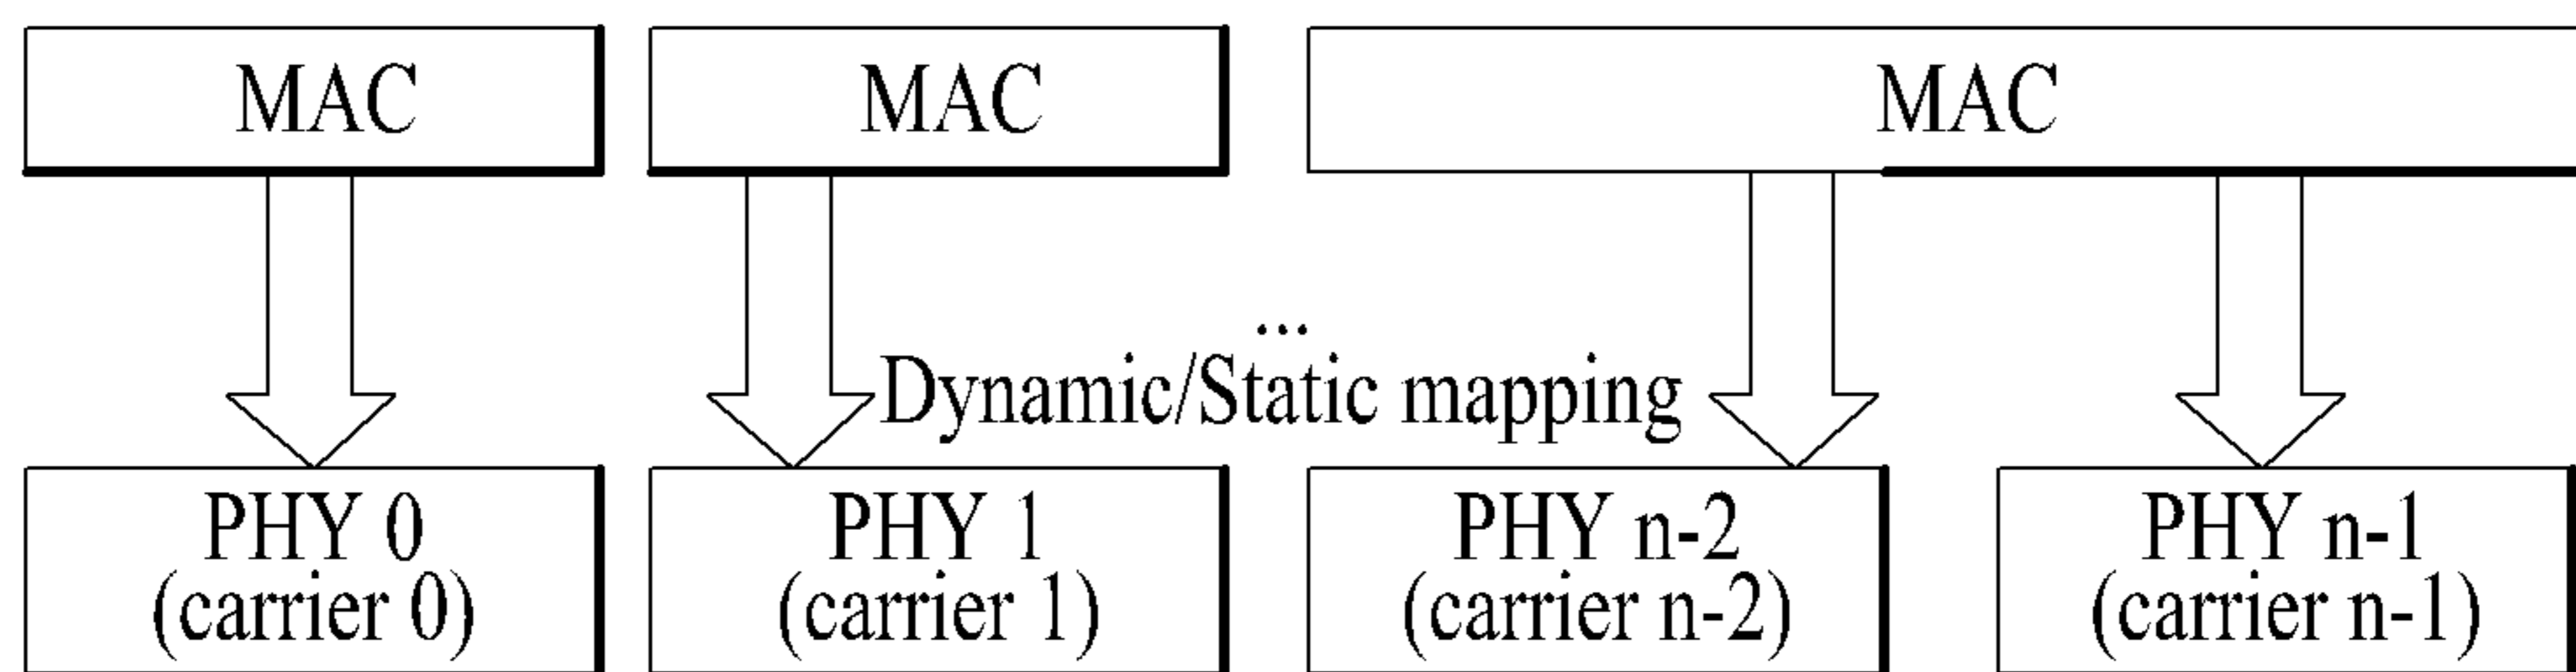 MAC
MAC
MAC
...
Dynamic/Static mapping
PHY 0
(carrier 0)
PHY 1
(carrier 1)
PHY n-2
(carrier n-2)
PHY n-1
(carrier n-1)